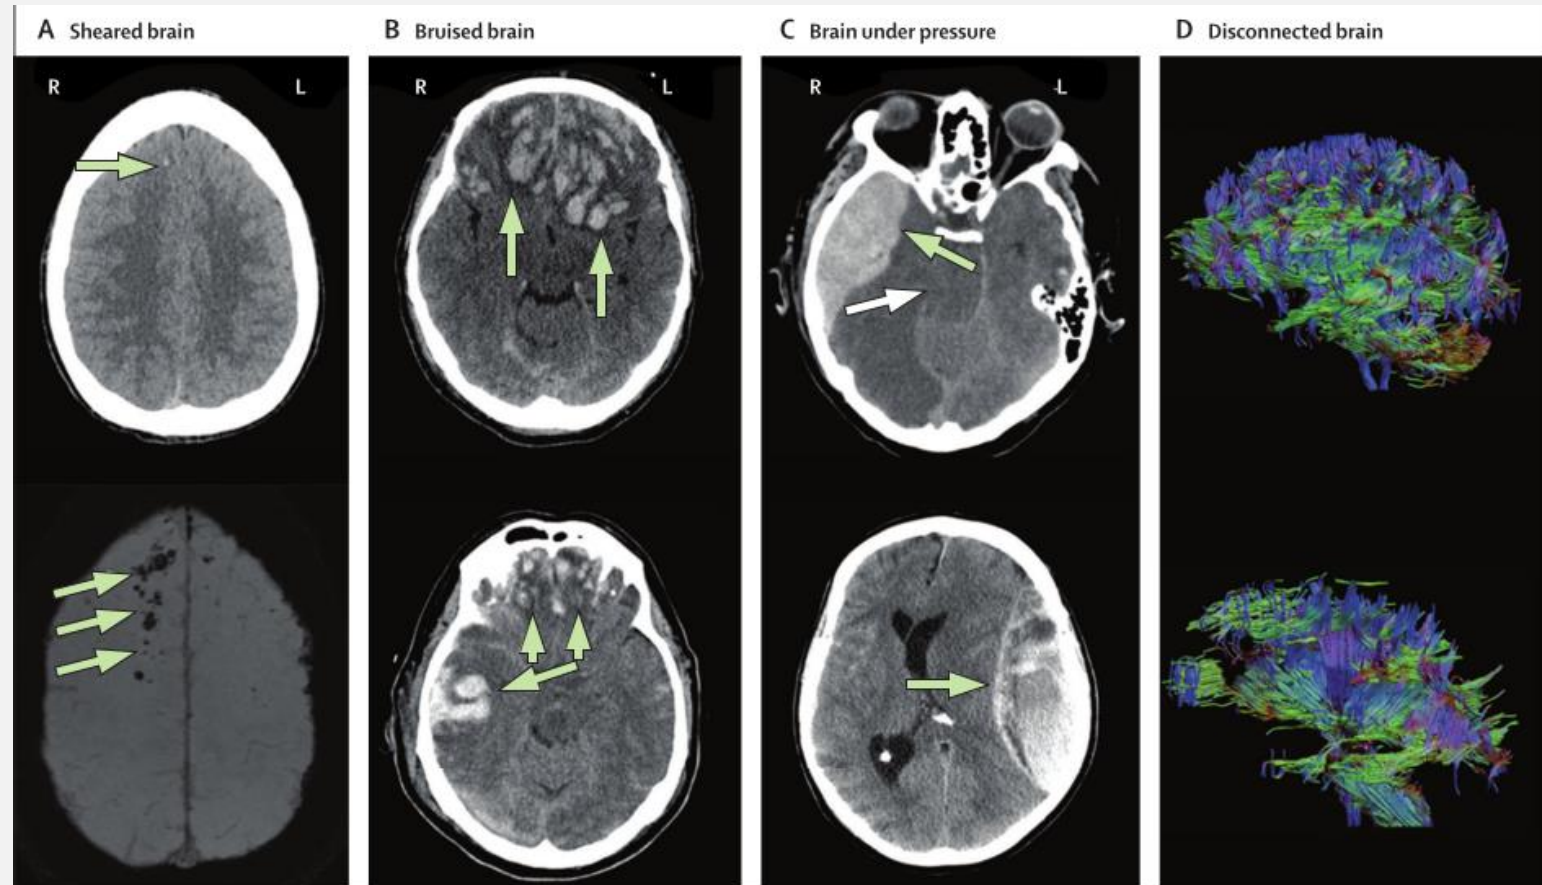 A Sheared brain
B Bruised brain
C Brain under pressure
D Disconnected brain
R L
R L
R L